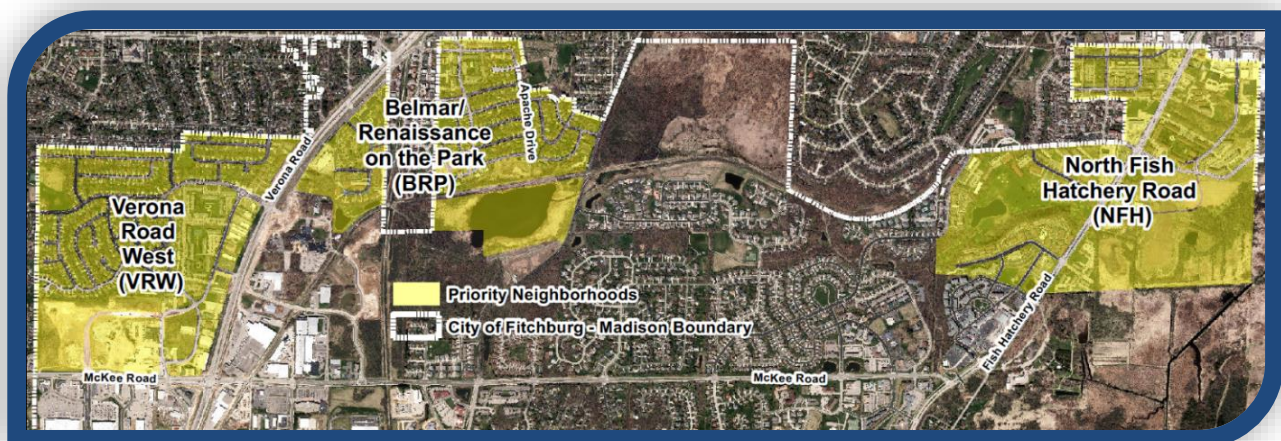 Verona
Road
West
(VRW)
Verona Road
Belmar/
Renaissance
on the Park
(BRP)
Apache Drive
North Fish
Hatchery Road
(NFH)
Fish Hatchery Road
Priority Neighborhoods
City of Fitchburg - Madison Boundary
McKee Road
McKee Road